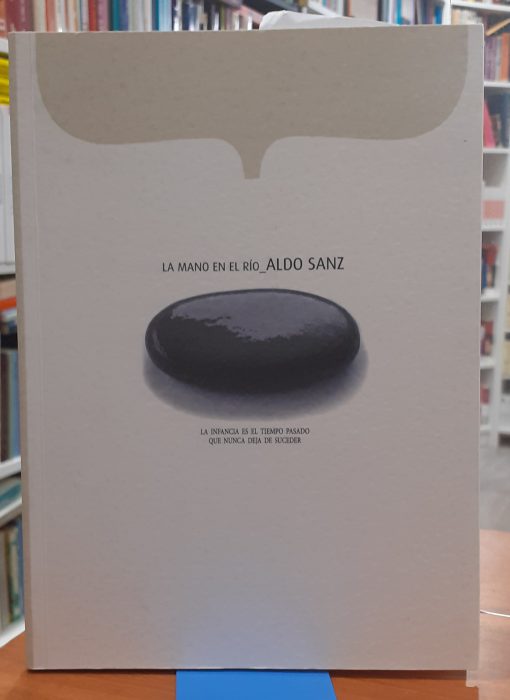 LA MANO EN EL RÍO_ALDO SANZ
LA INFANCIA ES EL TIEMPO PASADO
QUE NUNCA DEJA DE SUCEDER